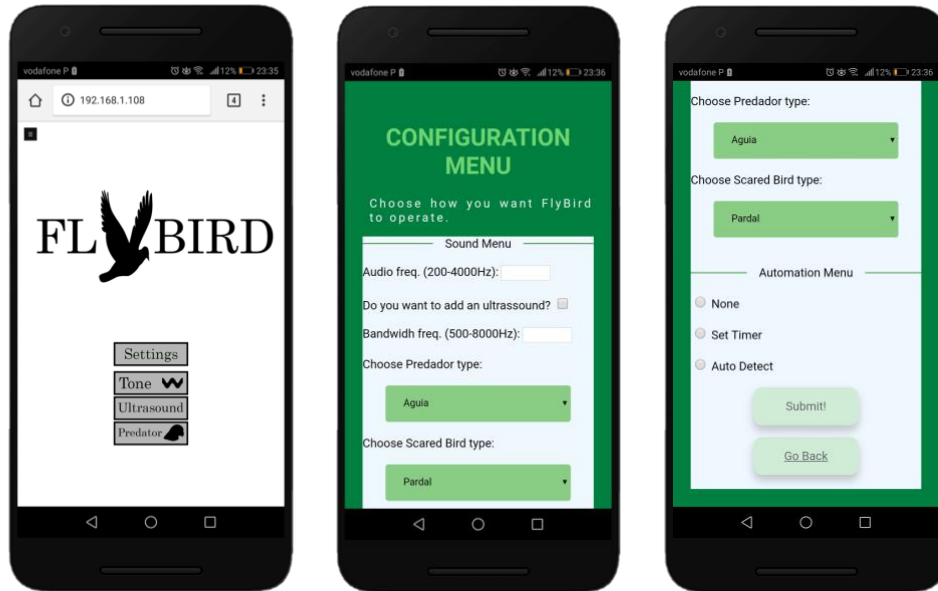 vodafone P 12% 23:35
192.168.1.108 4
FLYBIRD
Settings
Tone
Ultrasound
Predator
vodafone P 12% 23:36
CONFIGURATION
MENU
Choose how you want FlyBird
to operate.
Sound Menu
Audio freq. (200-4000Hz):
Do you want to add an ultrassound?
Bandwidh freq. (500-8000Hz):
Choose Predador type:
Aguia
Choose Scared Bird type:
Pardal
vodafone P 12% 23:36
Choose Predador type:
Aguia
Choose Scared Bird type:
Pardal
Automation Menu
None
Set Timer
Auto Detect
Submit!
Go Back